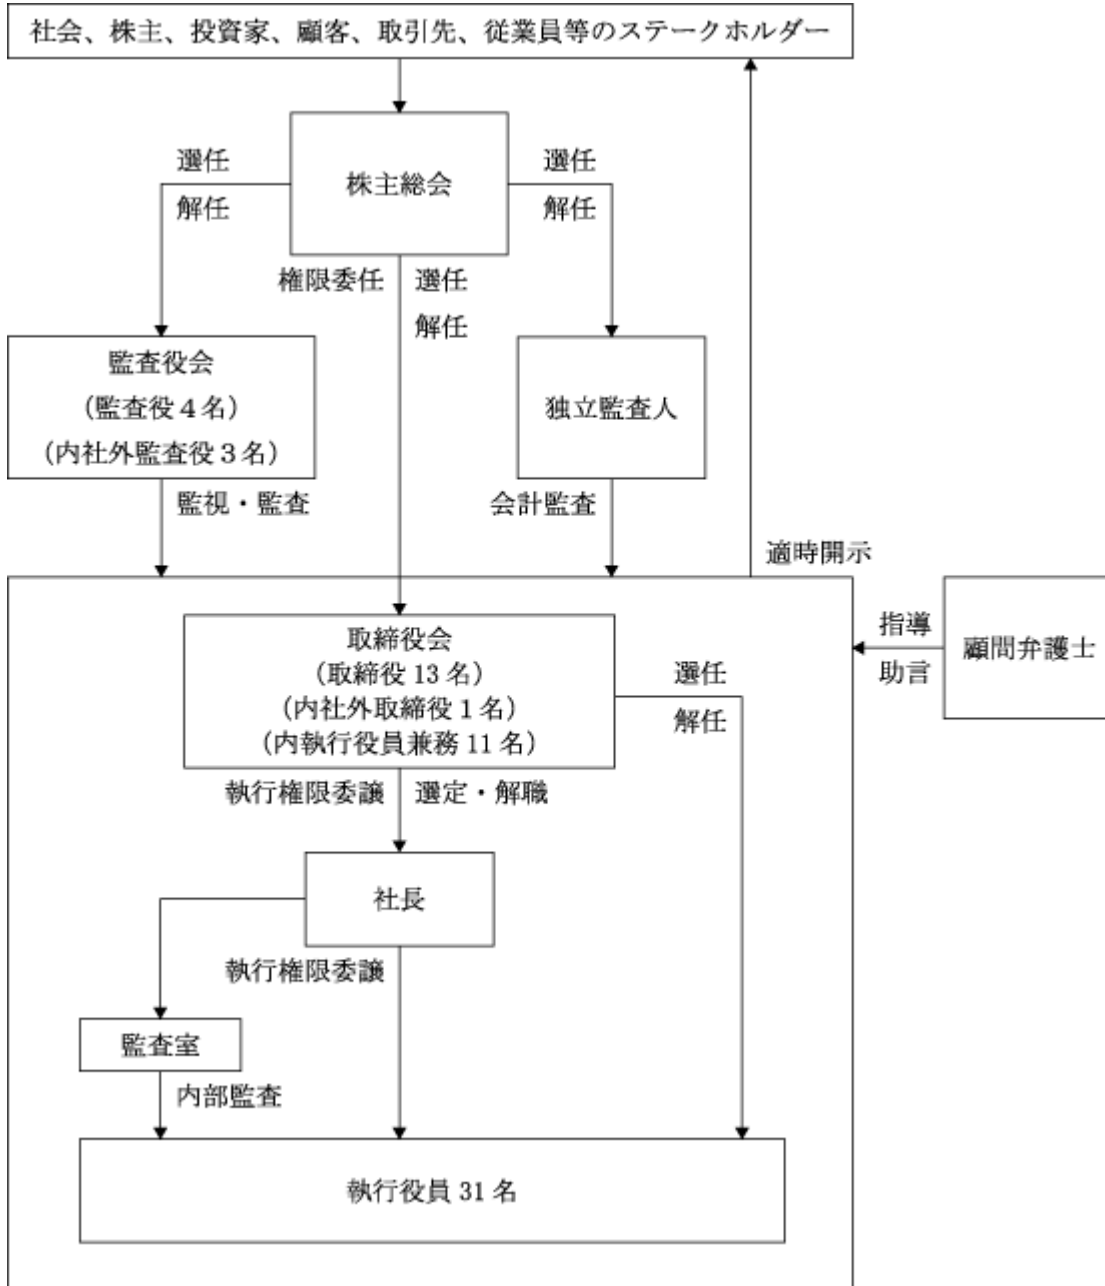 社会、株主、投資家、顧客、取引先、従業員等のステークホルダー
選任
解任
株主総会
選任
解任
権限委任
選任
解任
監査役会
(監査役4名)
(内社外監査役3名)
独立監査人
監視・監査
会計監査
適時開示
取締役会
(取締役13名)
(内社外取締役1名)
(内執行役員兼務11名)
選任
解任
指導
助言
顧問弁護士
執行権限委譲
選定・解職
社長
執行権限委譲
監査室
内部監査
執行役員31名